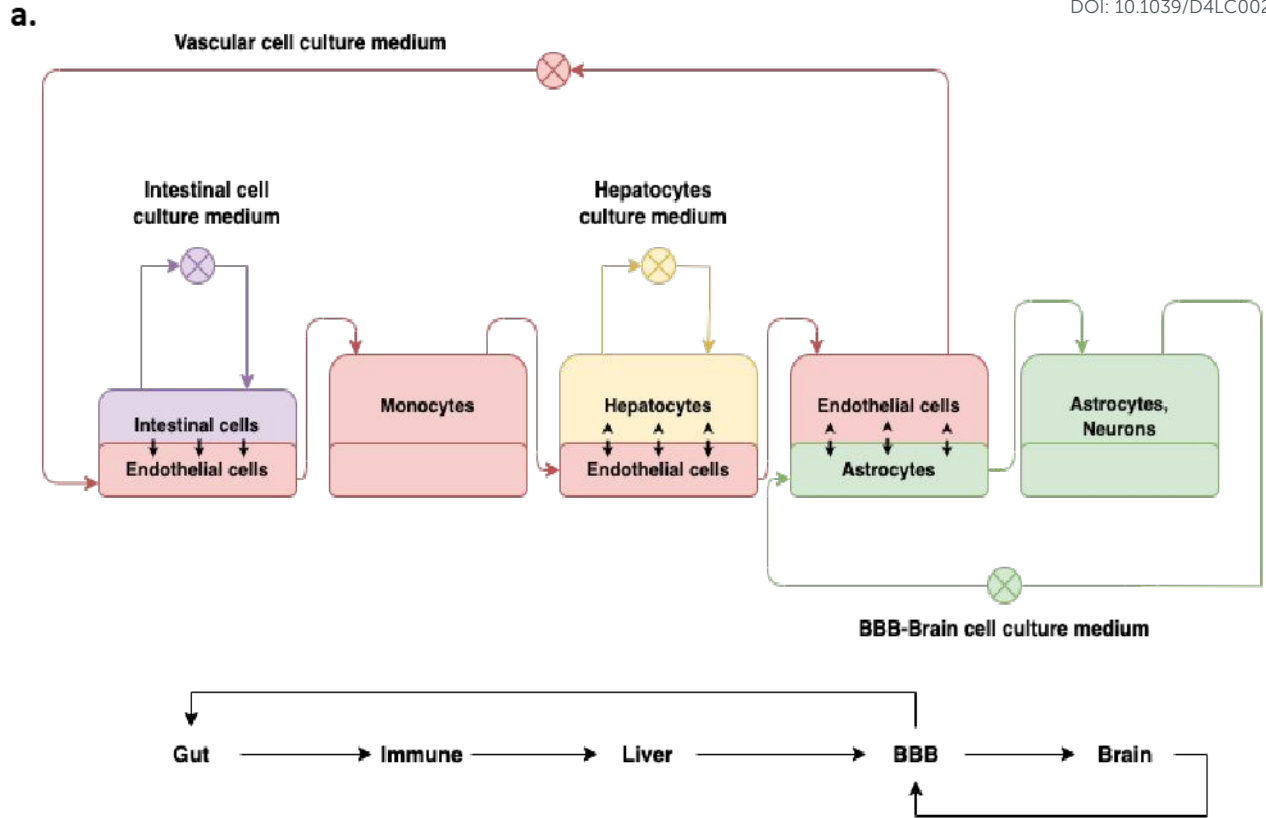 DOI: 10.1039/D4LC002
a.
Vascular cell culture medium
Intestinal cell
culture medium
Hepatocytes
culture medium
Intestinal cells
Endothelial cells
Monocytes
Hepatocytes
Endothelial cells
Endothelial cells
Astrocytes
Astrocytes,
Neurons
BBB-Brain cell culture medium
Gut
Immune
Liver
BBB
Brain